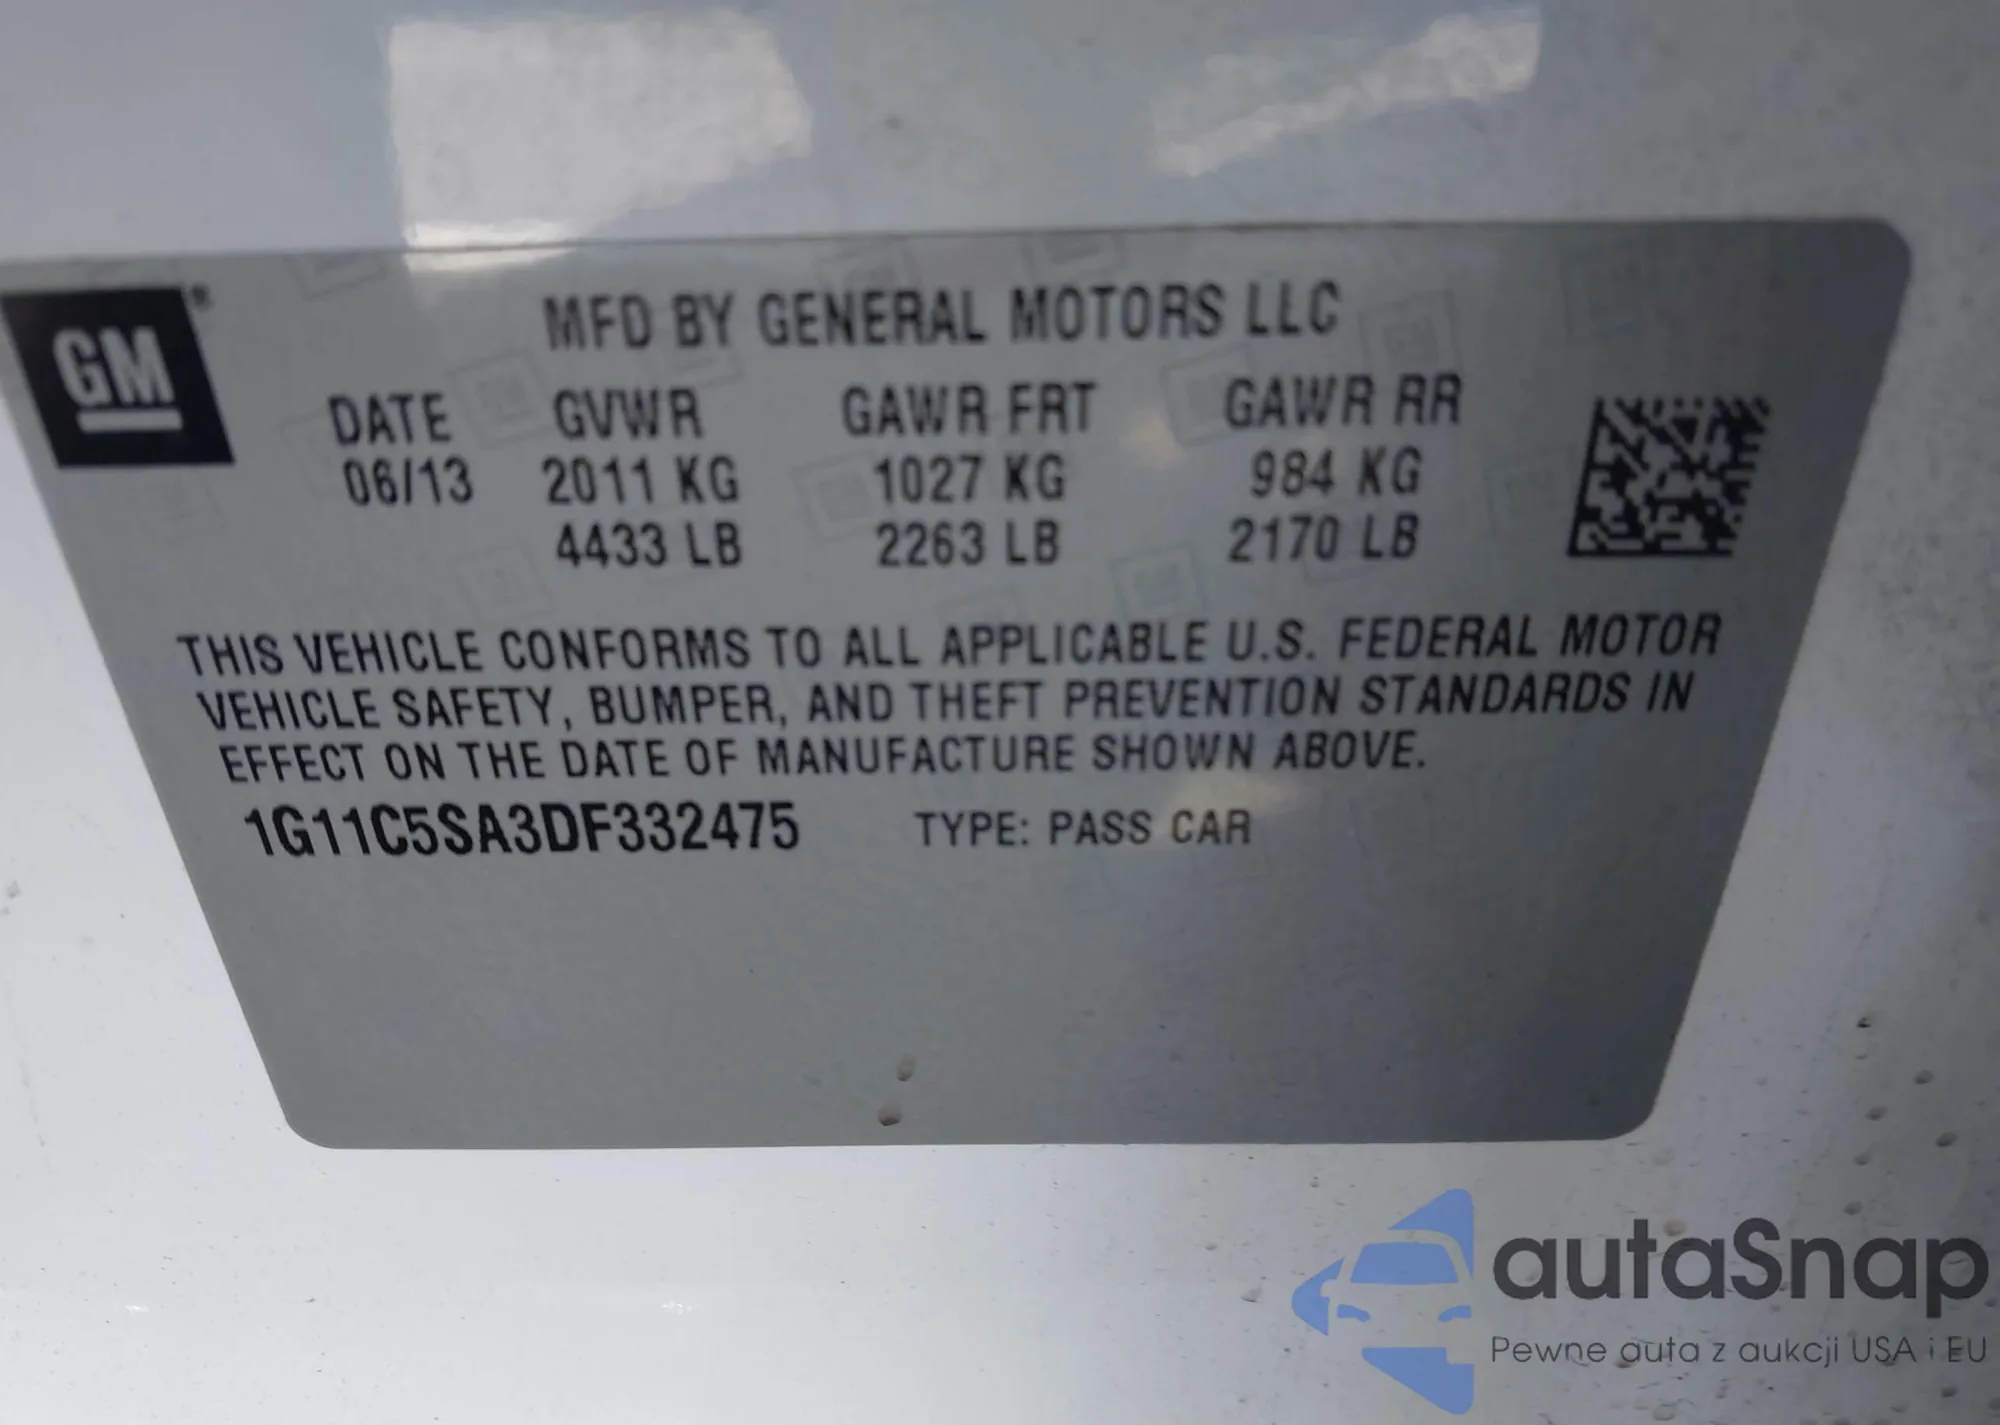 GM®
MFD BY GENERAL MOTORS LLC
DATE GVWR GAWR FRT GAWR RR
06/13 2011 KG 1027 KG 984 KG
4433 LB 2263 LB 2170 LB
THIS VEHICLE CONFORMS TO ALL APPLICABLE U.S. FEDERAL MOTOR
VEHICLE SAFETY, BUMPER, AND THEFT PREVENTION STANDARDS IN
EFFECT ON THE DATE OF MANUFACTURE SHOWN ABOVE.
1G11C5SA3DF332475 TYPE: PASS CAR
autaSnap
Pewne auta z aukcji USA i EU